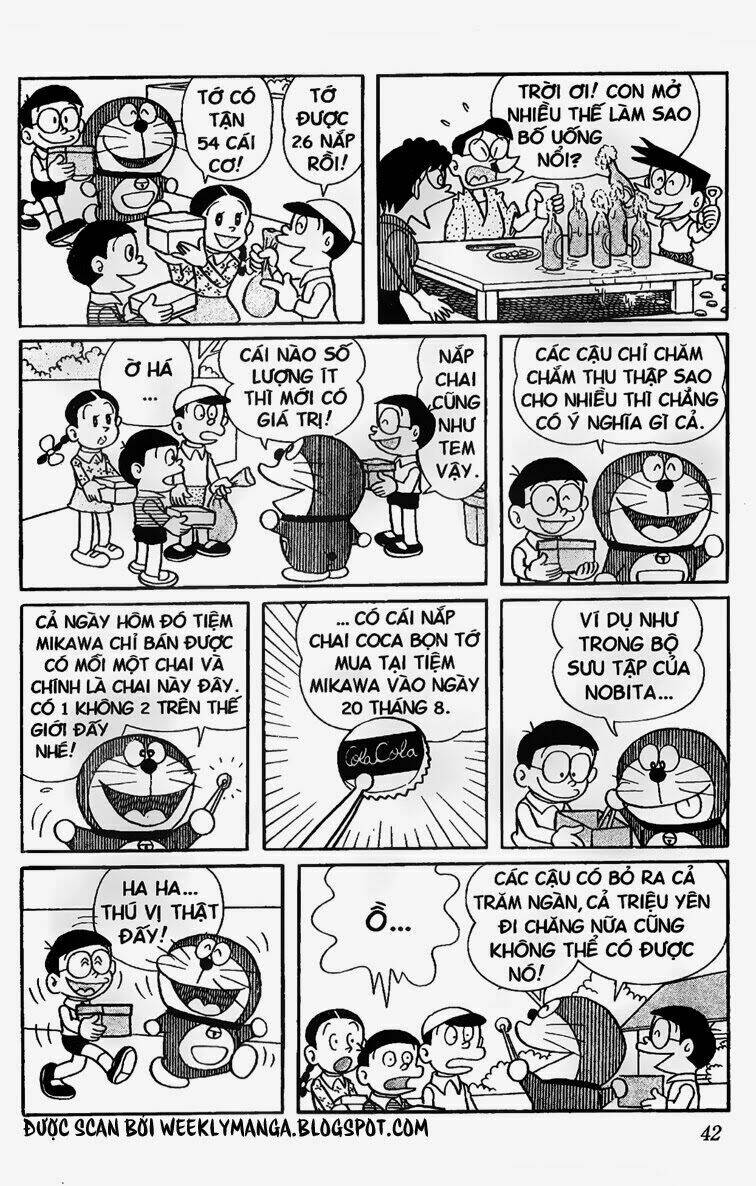 TỚ CÓ
TẬN
54 CÁI
CƠ!
TỚ
ĐƯỢC
26 NẮP
RỒI!
TRỜI ƠI! CON MỞ
NHIỀU THẾ LÀM SAO
BỐ UỐNG
NỔI?
Ờ HÁ
...
CÁI NÀO SỐ
LƯỢNG ÍT
THÌ MỚI CÓ
GIÁ TRỊ!
NẮP
CHAI
CŨNG
NHƯ
TEM
VẬY.
CÁC CẬU CHỈ CHĂM
CHẮM THU THẬP SAO
CHO NHIỀU THÌ CHẲNG
CÓ Ý NGHĨA GÌ CẢ.
CẢ NGÀY HÔM ĐÓ TIỆM
MIKAWA CHỈ BÁN ĐƯỢC
CÓ MỖI MỘT CHAI VÀ
CHÍNH LÀ CHAI NÀY ĐÂY.
CÓ 1 KHÔNG 2 TRÊN THẾ
GIỚI ĐẤY
NHÉ!
... CÓ CÁI NẮP
CHAI COCA BỌN TỚ
MUA TẠI TIỆM
MIKAWA VÀO NGÀY
20 THÁNG 8.
Cola Cola
VÍ DỤ NHƯ
TRONG BỘ
SƯU TẬP CỦA
NOBITA...
HA HA...
THÚ VỊ THẬT
ĐẤY!
Ồ...
CÁC CẬU CÓ BỎ RA CẢ
TRĂM NGÀN, CẢ TRIỆU YÊN
ĐI CHĂNG NỮA CŨNG
KHÔNG THỂ CÓ ĐƯỢC
NÓ!
ĐƯỢC SCAN BỞI WEEKLYMANGA.BLOGSPOT.COM
42